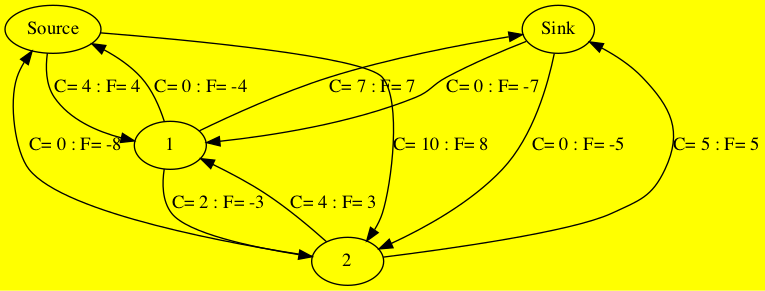 Source
Sink
C= 4 : F= 4
C= 0 : F= -4
C= 7 : F= 7
C= 0 : F= -7
C= 0 : F= -8
1
C= 10 : F= 8
C= 0 : F= -5
C= 5 : F= 5
C= 2 : F= -3
C= 4 : F= 3
2